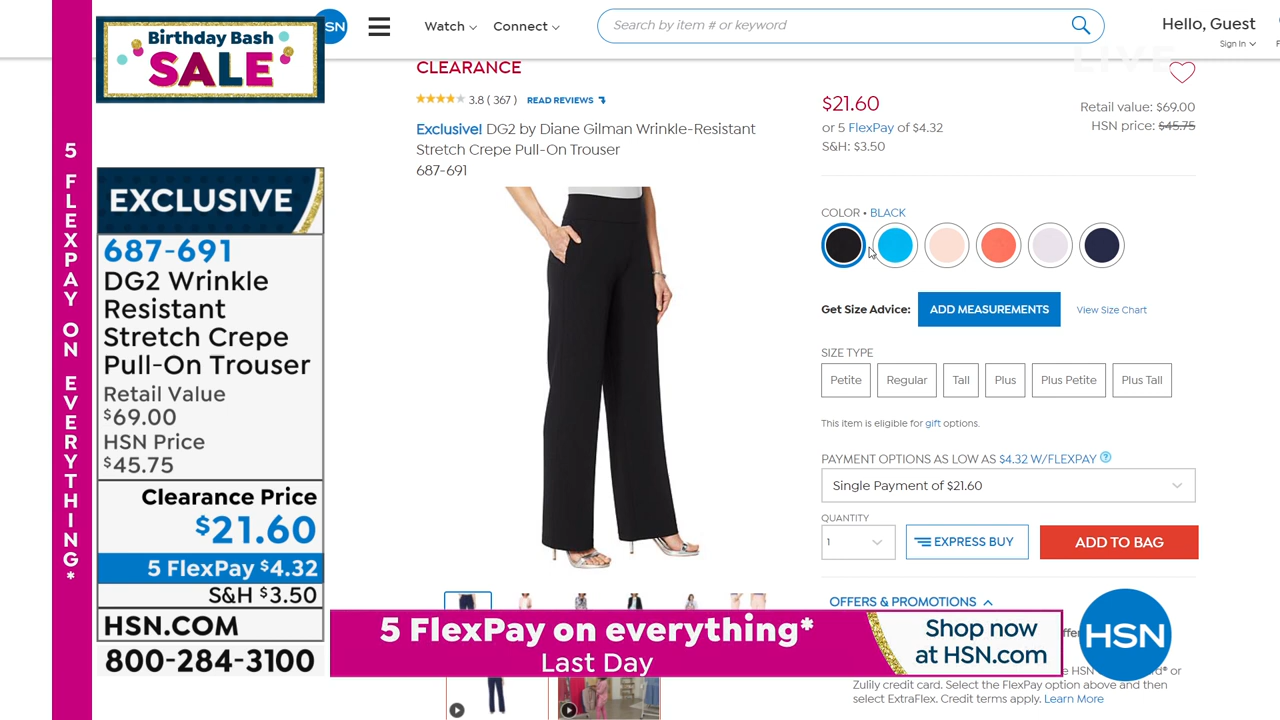 Birthday Bash
SALE
SN
Watch
Connect
Search by item # or keyword
Hello, Guest
Sign In
LIVE
5 FLEXPAY ON EVERYTHING*
EXCLUSIVE
687-691
DG2 Wrinkle
Resistant
Stretch Crepe
Pull-On Trouser
Retail Value
$69.00
HSN Price
$45.75
Clearance Price
$21.60
5 FlexPay $4.32
S&H $3.50
HSN.COM
800-284-3100
CLEARANCE
3.8 ( 367 ) READ REVIEWS
Exclusive! DG2 by Diane Gilman Wrinkle-Resistant
Stretch Crepe Pull-On Trouser
687-691
$21.60
or 5 FlexPay of $4.32
S&H: $3.50
Retail value: $69.00
HSN price: $45.75
COLOR • BLACK
Get Size Advice: ADD MEASUREMENTS View Size Chart
SIZE TYPE
Petite Regular Tall Plus Plus Petite Plus Tall
This item is eligible for gift options.
PAYMENT OPTIONS AS LOW AS $4.32 W/FLEXPAY ?
Single Payment of $21.60
QUANTITY
1
EXPRESS BUY
ADD TO BAG
OFFERS & PROMOTIONS
5 FlexPay on everything*
Last Day
Shop now
at HSN.com
HSN
Zulily credit card. Select the FlexPay option above and then
select ExtraFlex. Credit terms apply. Learn More